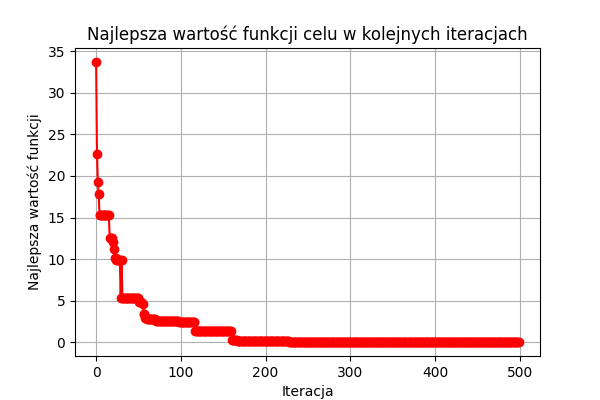 Najlepsza wartość funkcji celu w kolejnych iteracjach
Najlepsza wartość funkcji
35
30
25
20
15
10
5
0
0 100 200 300 400 500
Iteracja